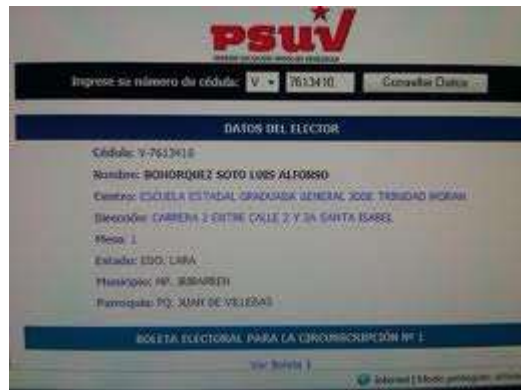 PSUV
Ingrese su número de cédula: V 7613410 Consultar Datos
DATOS DEL ELECTOR
Cédula: V-7613410
Nombre: BOHORQUEZ SOTO LUIS ALFONSO
Centro: ESCUELA ESTADAL GRADUADA GENERAL JOSE TRINIDAD MORAN
Dirección: CARRERA 2 ENTRE CALLE 2 Y 2A SANTA ISABEL
Mesa: 1
Estado: EDO. LARA
Municipio: MP. IRIBARREN
Parroquia: PQ. JUAN DE VILLEGAS
BOLETA ELECTORAL PARA LA CIRCUNSCRIPCIÓN Nº 1
Ver Boleta 1
Internet | Modo protegido: